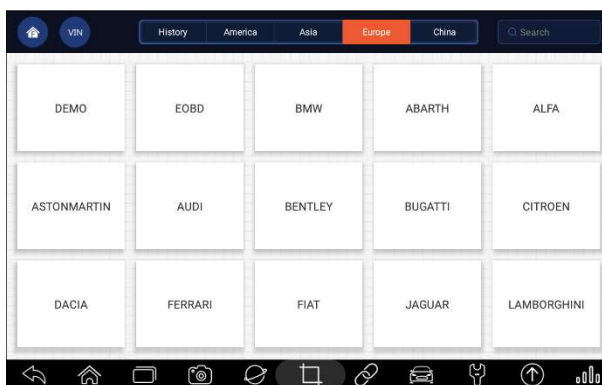 VIN History America Asia Europe China Search
DEMO EOBD BMW ABARTH ALFA
ASTONMARTIN AUDI BENTLEY BUGATTI CITROEN
DACIA FERRARI FIAT JAGUAR LAMBORGHINI